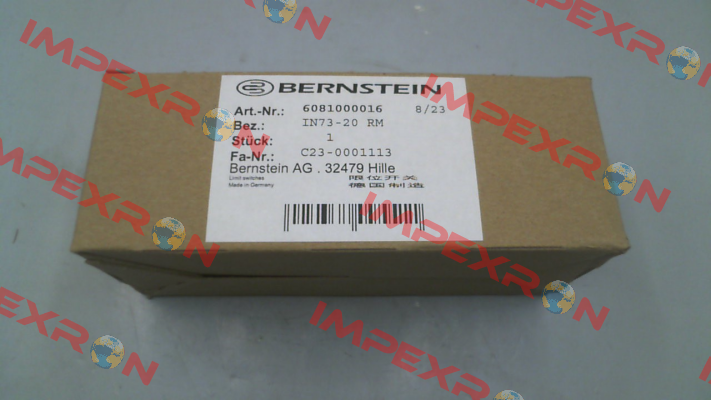 BERNSTEIN
Art.-Nr.: 6081000016 8/23
Bez.: IN73-20 RM
Stück: 1
Fa-Nr.: C23-0001113
Bernstein AG . 32479 Hille
Limit switches 限位开关
Made in Germany 德国制造
IMPEXRON
IMPEXRON
IMPEXRON
IMPEXRON
IMPEXRON
IMPEXRON